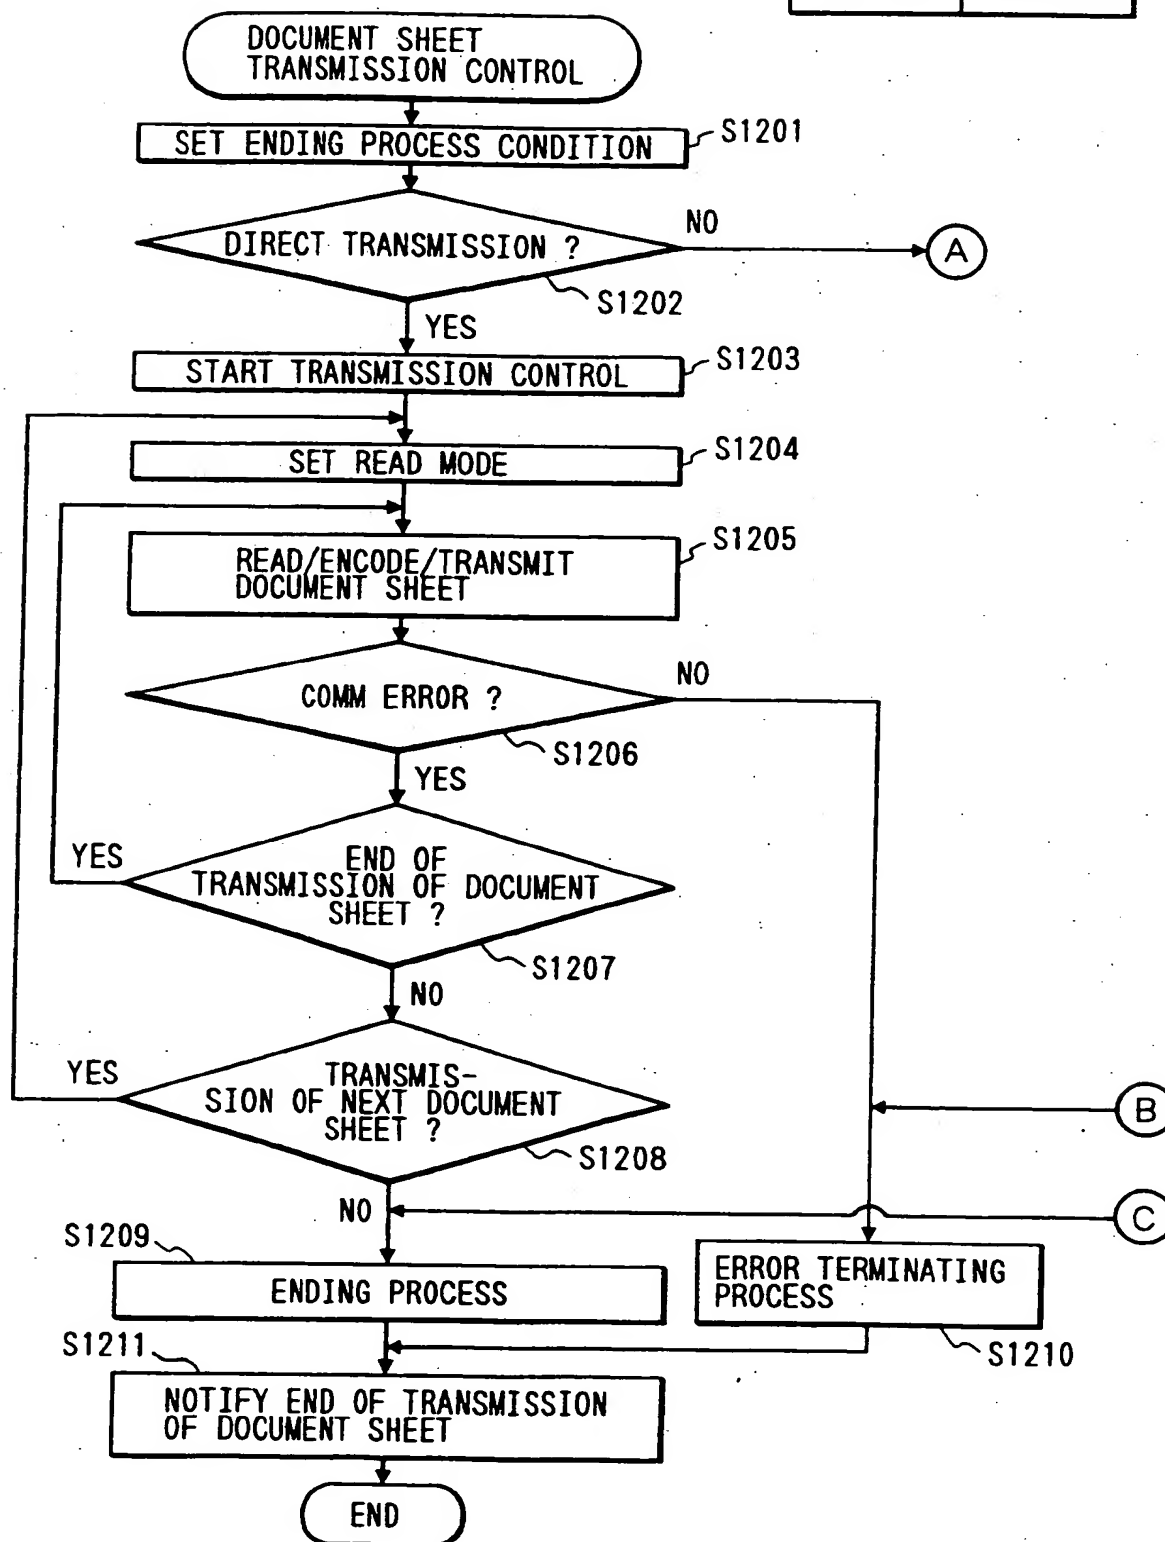 DOCUMENT SHEET
TRANSMISSION CONTROL
S1201
SET ENDING PROCESS CONDITION
NO
DIRECT TRANSMISSION ?
A
S1202
YES
S1203
START TRANSMISSION CONTROL
S1204
SET READ MODE
S1205
READ/ENCODE/TRANSMIT
DOCUMENT SHEET
NO
COMM ERROR ?
S1206
YES
YES
END OF
TRANSMISSION OF DOCUMENT
SHEET ?
S1207
NO
YES
TRANSMIS-
SION OF NEXT DOCUMENT
SHEET ?
B
S1208
NO
C
S1209
ENDING PROCESS
ERROR TERMINATING
PROCESS
S1210
S1211
NOTIFY END OF TRANSMISSION
OF DOCUMENT SHEET
END